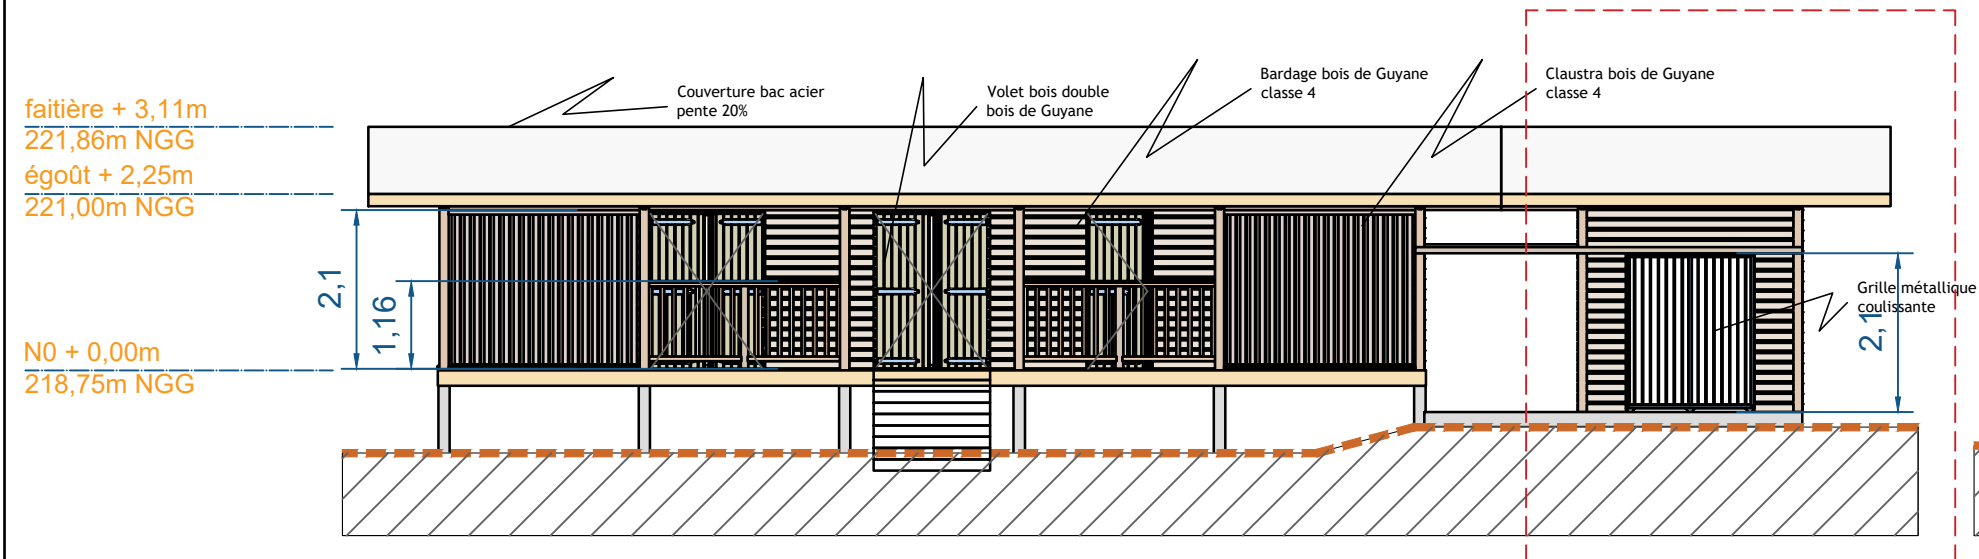 Couverture bac acier
pente 20%
Volet bois double
bois de Guyane
Bardage bois de Guyane
classe 4
Claustra bois de Guyane
classe 4
faitière + 3,11m
221,86m NGG
égoût + 2,25m
221,00m NGG
2,1
1,16
Grille métallique
coulissante
2,1
N0 + 0,00m
218,75m NGG